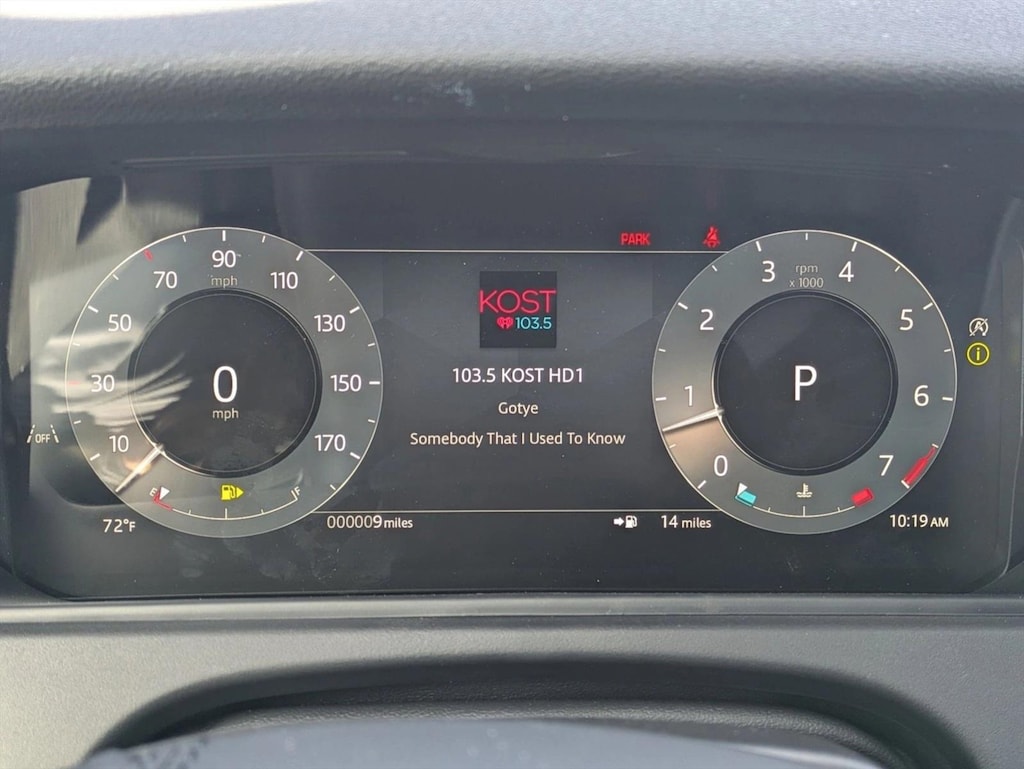 PARK
90
mph
70
110
50
130
30
150
10
170
0
mph
E
F
OFF
72°F
KOST
103.5
103.5 KOST HD1
Gotye
Somebody That I Used To Know
000009 miles
14 miles
rpm
x 1000
3
4
2
5
1
6
0
7
P
A
i
10:19 AM